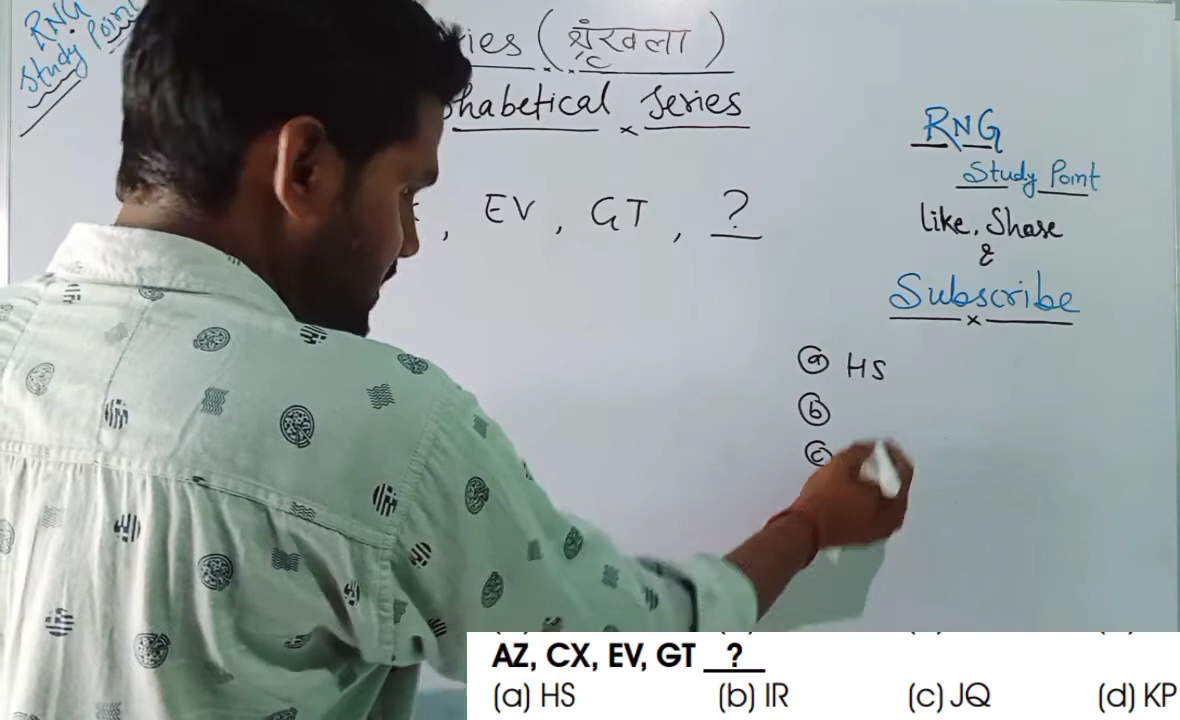 RNG
Study Point
ies (शृंखला)
habetical Series
, EV, GT, ?
RNG
Study Point
like, Share
&
Subscribe
(a) HS
(b)
(c)
AZ, CX, EV, GT ?
(a) HS (b) IR (c) JQ (d) KP